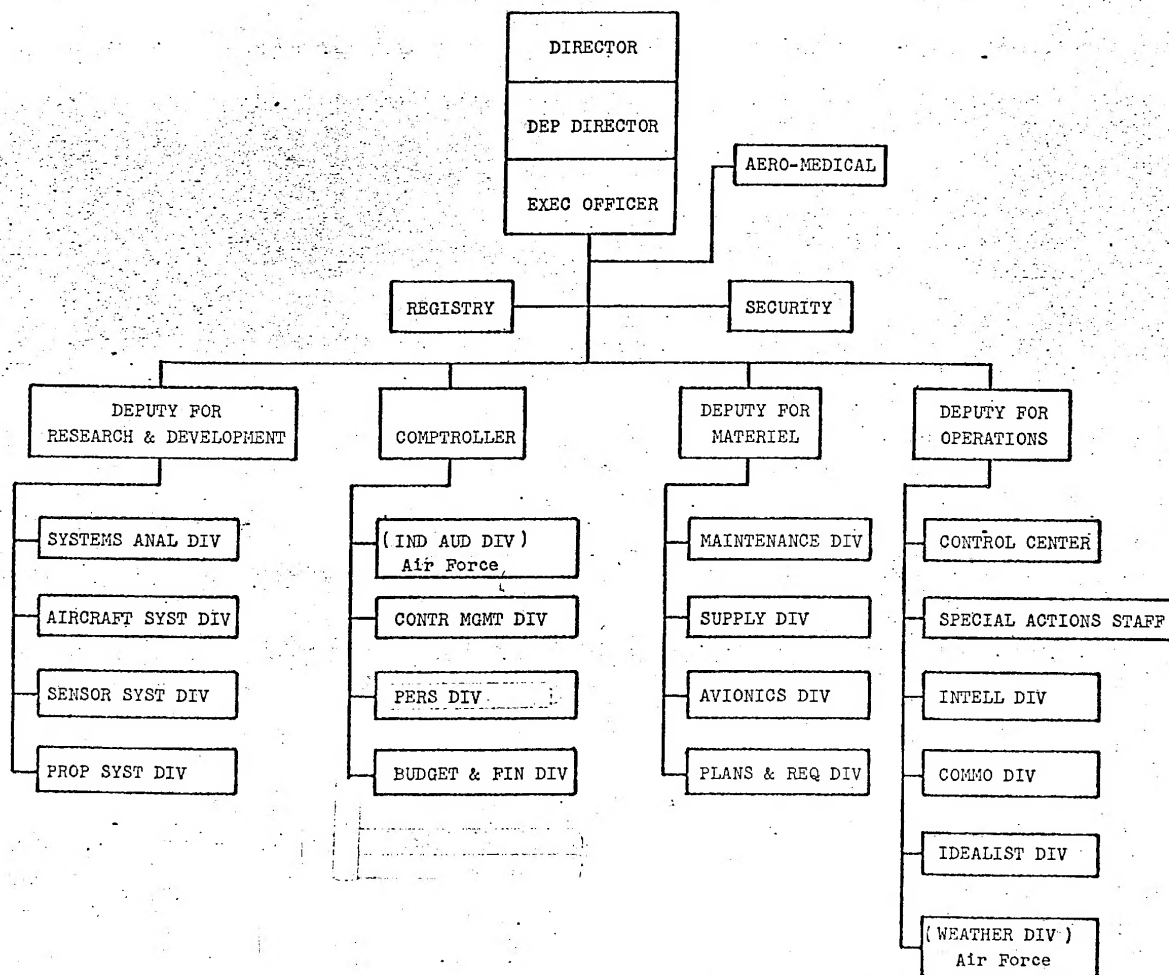 DIRECTOR
DEP DIRECTOR
EXEC OFFICER
AERO-MEDICAL
REGISTRY
SECURITY
DEPUTY FOR
RESEARCH & DEVELOPMENT
COMPTROLLER
DEPUTY FOR
MATERIEL
DEPUTY FOR
OPERATIONS
SYSTEMS ANAL DIV
AIRCRAFT SYST DIV
SENSOR SYST DIV
PROP SYST DIV
(IND AUD DIV)
Air Force
CONTR MGMT DIV
PERS DIV
BUDGET & FIN DIV
MAINTENANCE DIV
SUPPLY DIV
AVIONICS DIV
PLANS & REQ DIV
CONTROL CENTER
SPECIAL ACTIONS STAFF
INTELL DIV
COMMO DIV
IDEALIST DIV
(WEATHER DIV)
Air Force